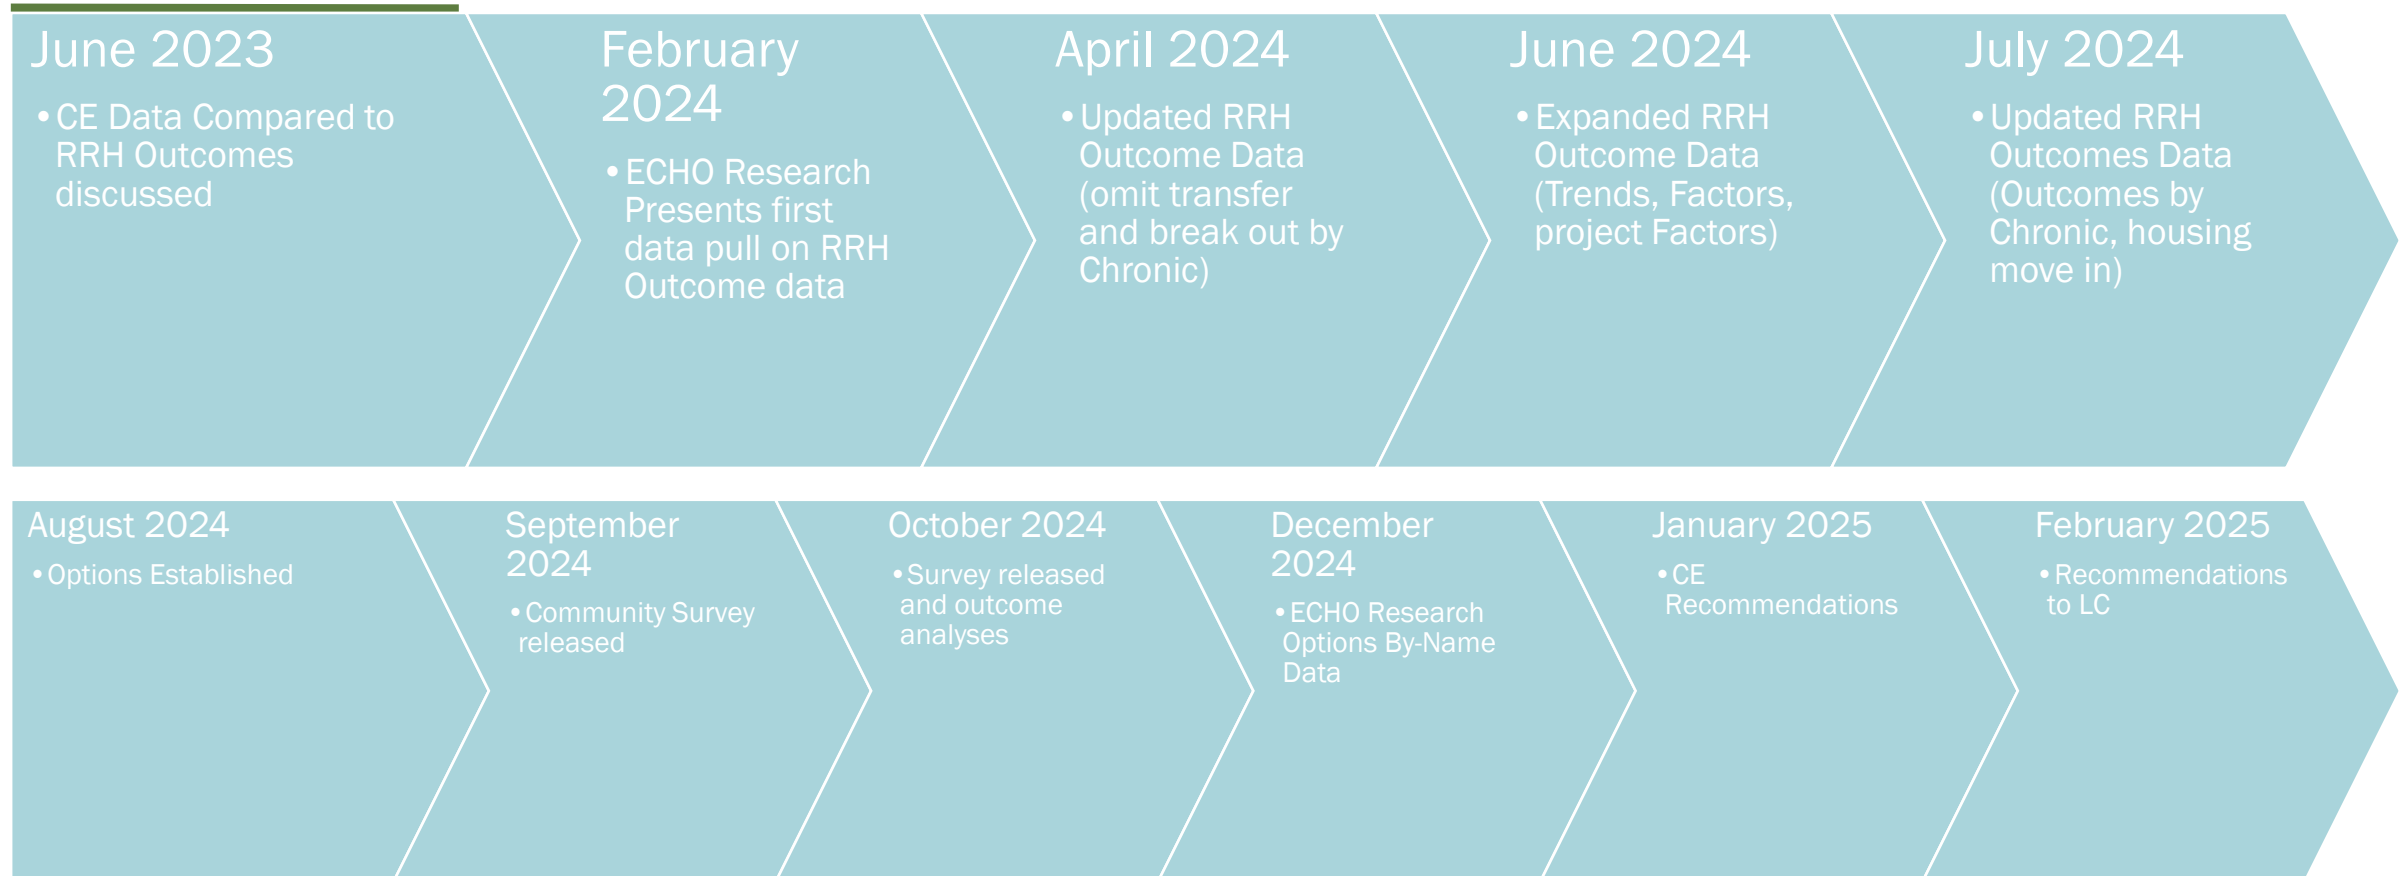 June 2023
•CE Data Compared to
RRH Outcomes
discussed
February
2024
•ECHO Research
Presents first
data pull on RRH
Outcome data
April 2024
•Updated RRH
Outcome Data
(omit transfer
and break out by
Chronic)
June 2024
•Expanded RRH
Outcome Data
(Trends, Factors,
project Factors)
July 2024
•Updated RRH
Outcomes Data
(Outcomes by
Chronic, housing
move in)
August 2024
•Options Established
September
2024
•Community Survey
released
October 2024
•Survey released
and outcome
analyses
December
2024
•ECHO Research
Options By-Name
Data
January 2025
•CE
Recommendations
February 2025
•Recommendations
to LC